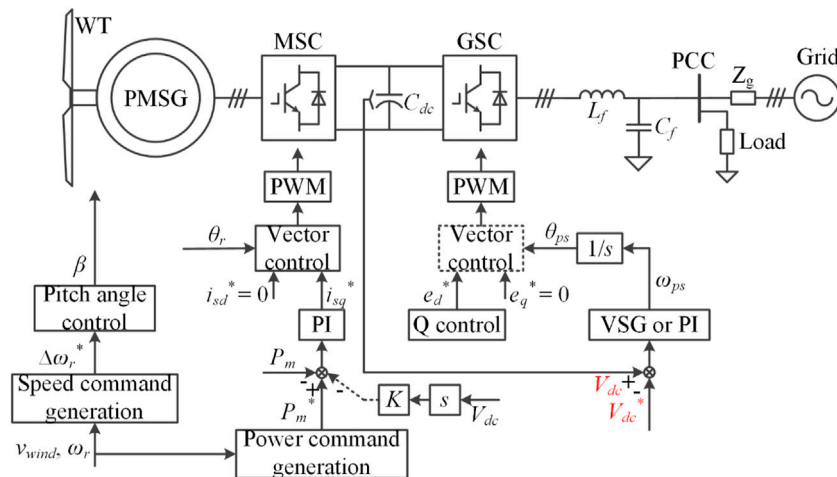 WT
MSC
GSC
PCC
Grid
PMSG
C_dc
L_f
C_f
Z_g
Load
PWM
PWM
θ_r
Vector
control
Vector
control
θ_ps
1/s
β
i_sd* = 0
i_sq*
e_d*
e_q* = 0
ω_ps
Pitch angle
control
PI
Q control
VSG or PI
Δω_r*
P_m
- + -
V_dc + -
V_dc*
Speed command
generation
P_m*
K
s
V_dc
v_wind, ω_r
Power command
generation